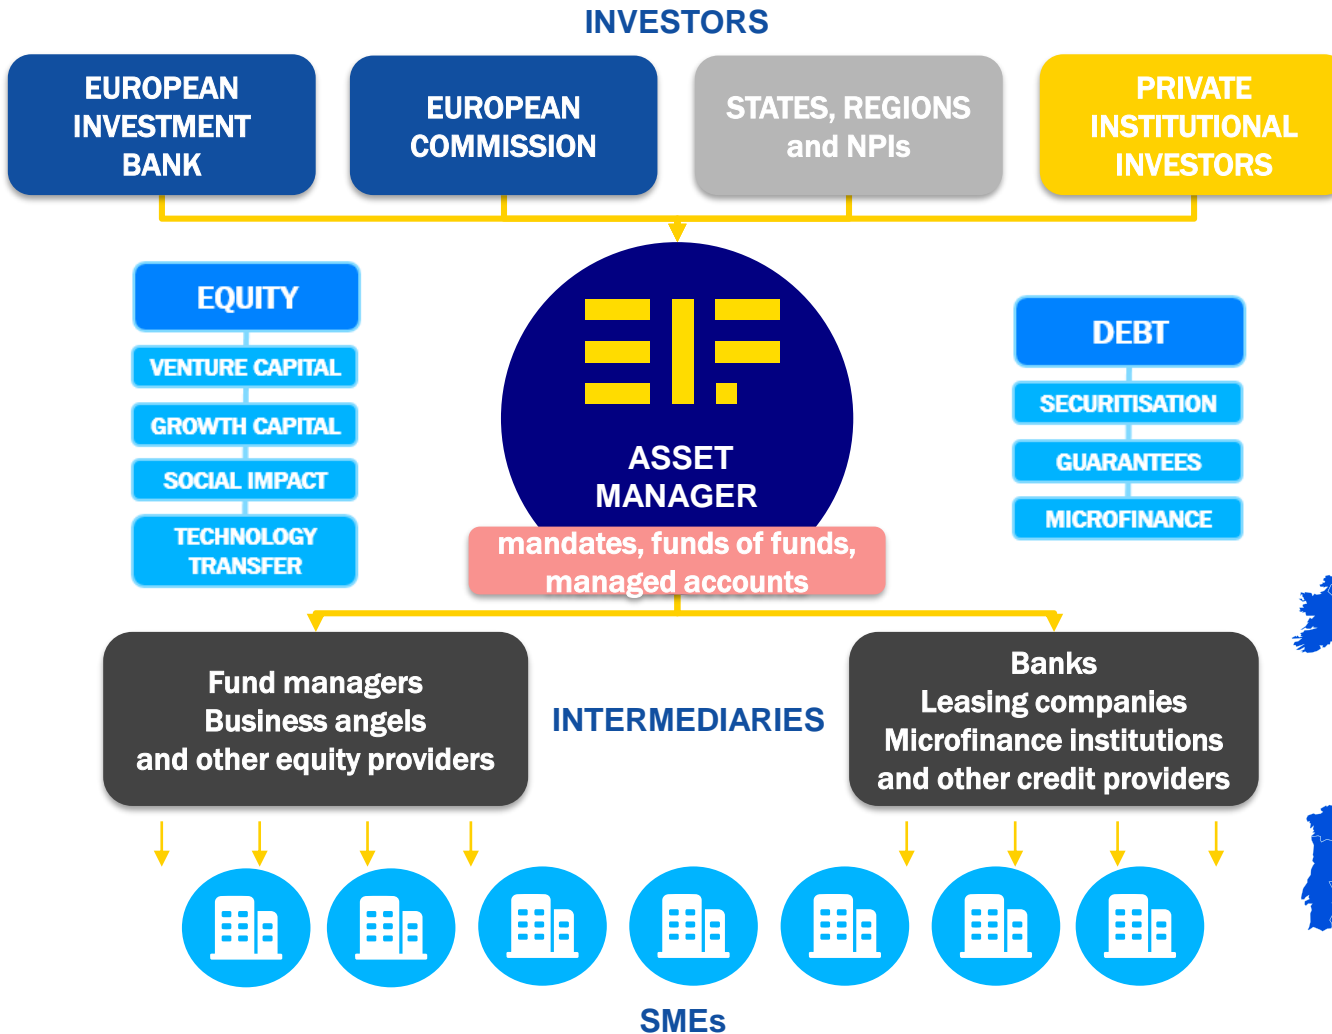 INVESTORS
EUROPEAN
INVESTMENT
BANK
EUROPEAN
COMMISSION
STATES, REGIONS
and NPIs
PRIVATE
INSTITUTIONAL
INVESTORS
EQUITY
VENTURE CAPITAL
GROWTH CAPITAL
SOCIAL IMPACT
TECHNOLOGY
TRANSFER
EIF
ASSET
MANAGER
mandates, funds of funds,
managed accounts
DEBT
SECURITISATION
GUARANTEES
MICROFINANCE
Fund managers
Business angels
and other equity providers
INTERMEDIARIES
Banks
Leasing companies
Microfinance institutions
and other credit providers
SMEs